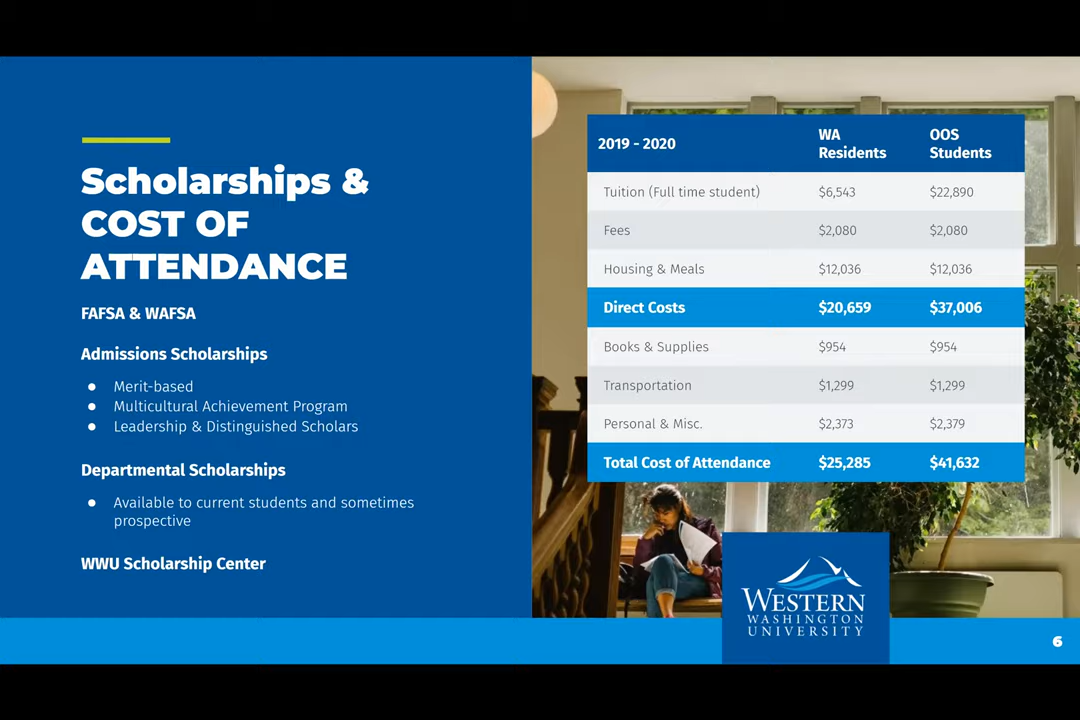 Scholarships &
COST OF
ATTENDANCE
FAFSA & WAFSA
Admissions Scholarships
● Merit-based
● Multicultural Achievement Program
● Leadership & Distinguished Scholars
Departmental Scholarships
● Available to current students and sometimes
prospective
WWU Scholarship Center
2019 - 2020 WA Residents OOS Students
Tuition (Full time student) $6,543 $22,890
Fees $2,080 $2,080
Housing & Meals $12,036 $12,036
Direct Costs $20,659 $37,006
Books & Supplies $954 $954
Transportation $1,299 $1,299
Personal & Misc. $2,373 $2,379
Total Cost of Attendance $25,285 $41,632
WESTERN
WASHINGTON
UNIVERSITY
6